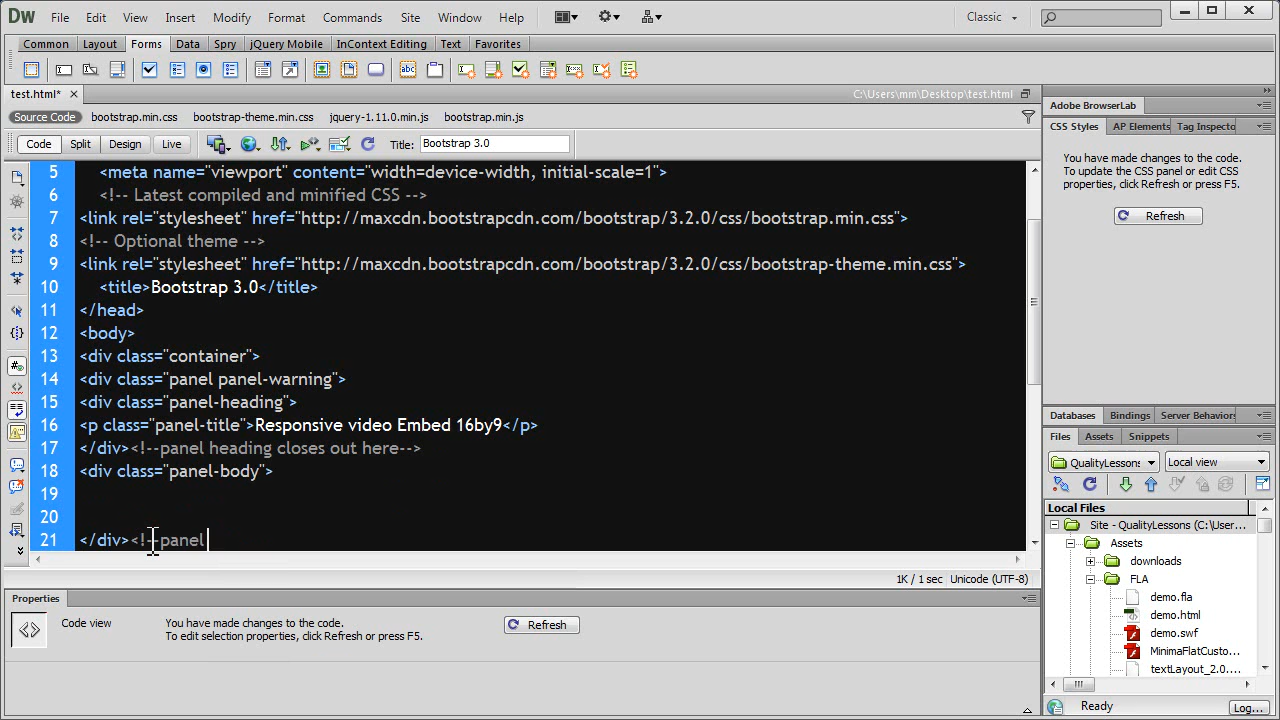 Dw File Edit View Insert Modify Format Commands Site Window Help Classic
Common Layout Forms Data Spry jQuery Mobile InContext Editing Text Favorites
test.html* C:\Users\mm\Desktop\test.html
Source Code bootstrap.min.css bootstrap-theme.min.css jquery-1.11.0.min.js bootstrap.min.js
Code Split Design Live Title: Bootstrap 3.0
5 <meta name="viewport" content="width=device-width, initial-scale=1">
6 <!-- Latest compiled and minified CSS -->
7 <link rel="stylesheet" href="http://maxcdn.bootstrapcdn.com/bootstrap/3.2.0/css/bootstrap.min.css">
8 <!-- Optional theme -->
9 <link rel="stylesheet" href="http://maxcdn.bootstrapcdn.com/bootstrap/3.2.0/css/bootstrap-theme.min.css">
10 <title>Bootstrap 3.0</title>
11 </head>
12 <body>
13 <div class="container">
14 <div class="panel panel-warning">
15 <div class="panel-heading">
16 <p class="panel-title">Responsive video Embed 16by9</p>
17 </div><!--panel heading closes out here-->
18 <div class="panel-body">
19
20
21 </div><!--panel
1K / 1 sec Unicode (UTF-8)
Properties
Code view
You have made changes to the code.
To edit selection properties, click Refresh or press F5.
Refresh
Adobe BrowserLab
CSS Styles AP Elements Tag Inspecto
You have made changes to the code.
To update the CSS panel or edit CSS
properties, click Refresh or press F5.
Refresh
Databases Bindings Server Behaviors
Files Assets Snippets
QualityLessons Local view
Local Files
Site - QualityLessons (C:\User...
Assets
downloads
FLA
demo.fla
demo.html
demo.swf
MinimaFlatCusto...
textLayout_2.0....
Ready Log...